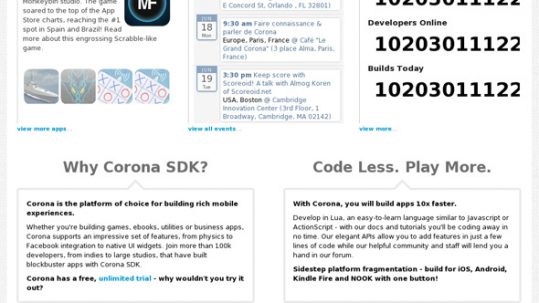 Monkeybin studio. The game
soared to the top of the App
Store charts, reaching the #1
spot in Spain and Brazil! Read
more about this engrossing Scrabble-like
game.
MF
view more apps...
E Concord St, Orlando , FL 32801)
JUN
18
Mon
9:30 am Faire connaissance &
parler de Corona
Europe, Paris, France @ Café "Le
Grand Corona" (3 place Alma, Paris,
France)
JUN
19
Tue
3:30 pm Keep score with
Scoreoid! A talk with Almog Koren
of Scoreoid.net
USA, Boston @ Cambridge
Innovation Center (3rd Floor, 1
Broadway, Cambridge, MA 02142)
view all events...
10203011122
Developers Online
10203011122
Builds Today
10203011122
view more...
Why Corona SDK?
Corona is the platform of choice for building rich mobile
experiences.
Whether you're building games, ebooks, utilities or business apps,
Corona supports an impressive set of features, from physics to
Facebook integration to native UI widgets. Join more than 100k
developers, from indies to large studios, that have built
blockbuster apps with Corona SDK.
Corona has a free, unlimited trial - why wouldn't you try it
out?
Code Less. Play More.
With Corona, you will build apps 10x faster.
Develop in Lua, an easy-to-learn language similar to Javascript or
ActionScript - with our docs and tutorials you'll be coding away in
no time. Our elegant APIs allow you to add features in just a few
lines of code while our helpful community and staff will lend you a
hand in our forum.
Sidestep platform fragmentation - build for iOS, Android,
Kindle Fire and NOOK with one button!